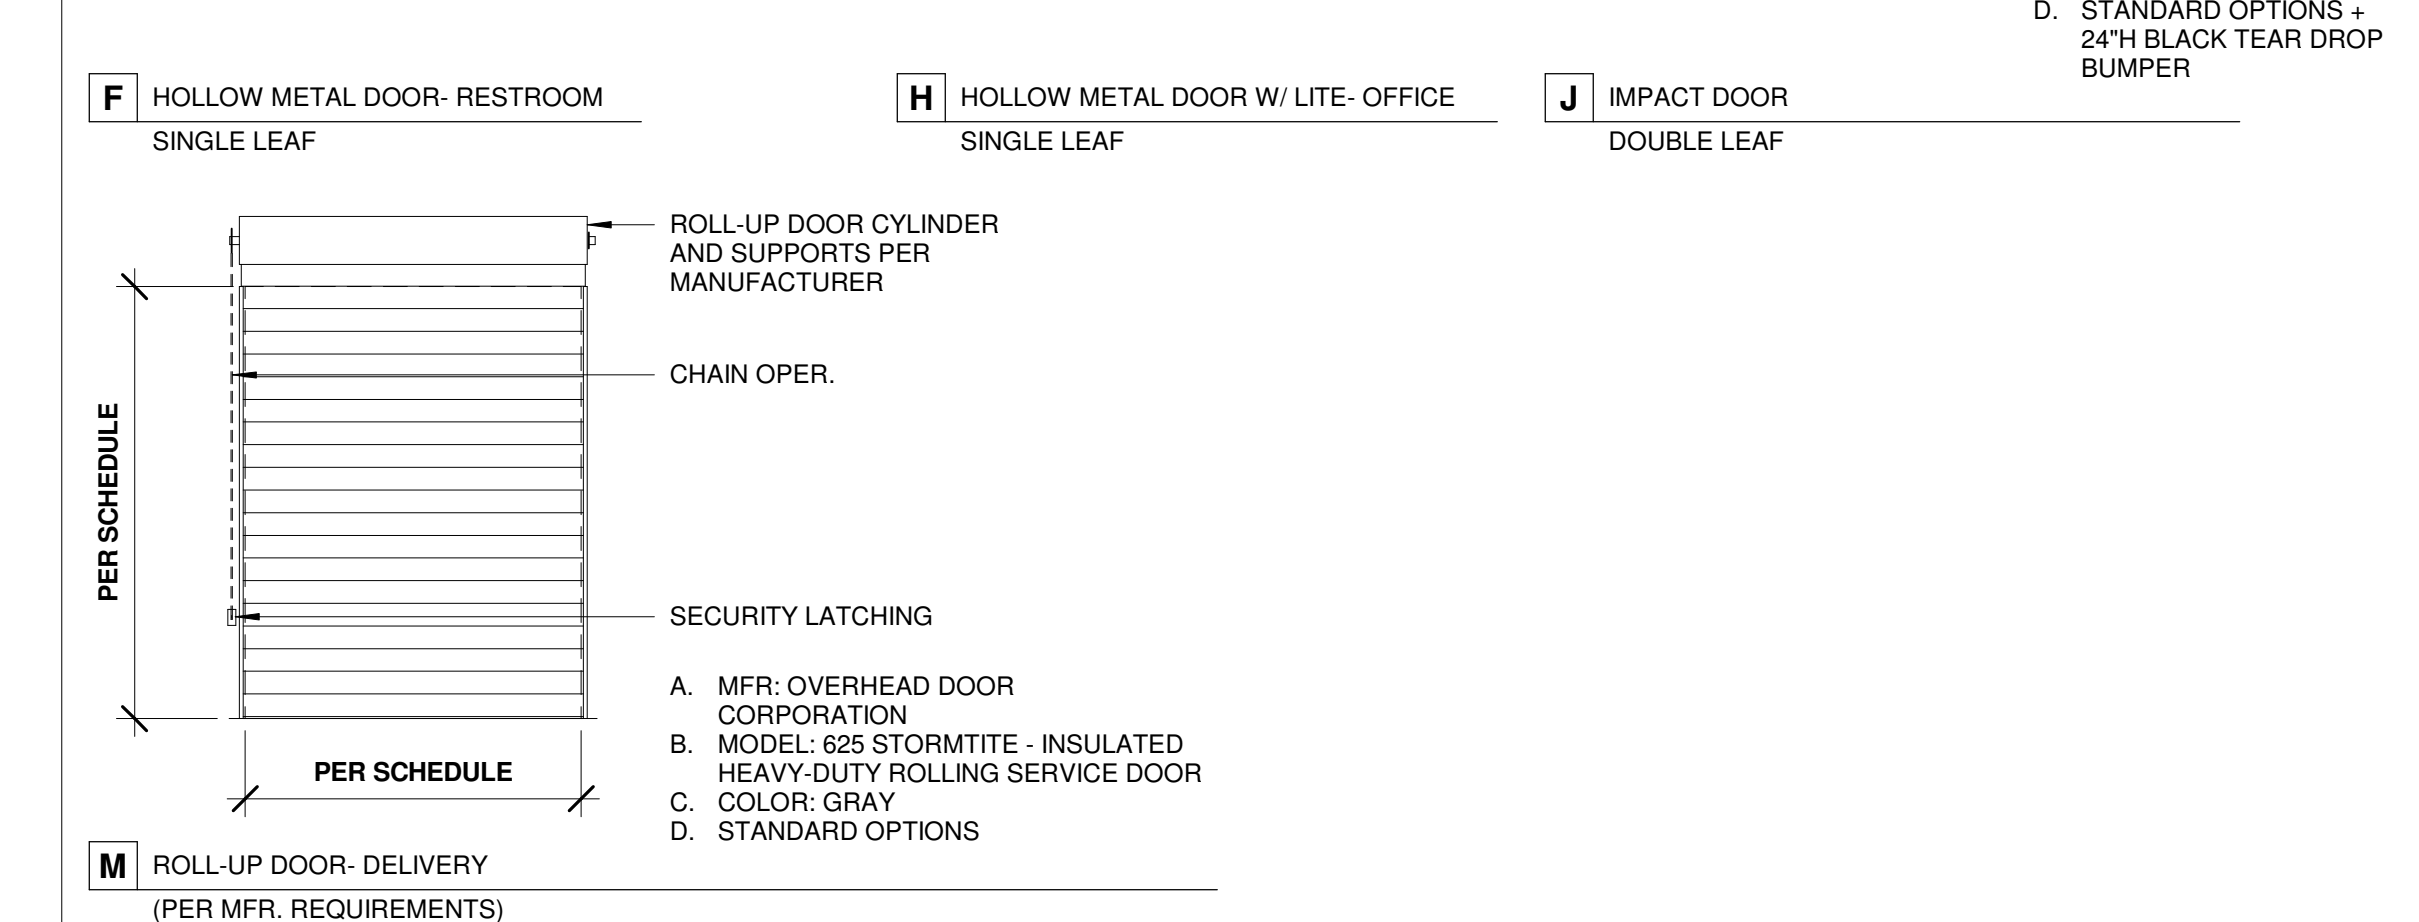 D. STANDARD OPTIONS +
24"H BLACK TEAR DROP
BUMPER
F HOLLOW METAL DOOR- RESTROOM
SINGLE LEAF
H HOLLOW METAL DOOR W/ LITE- OFFICE
SINGLE LEAF
J IMPACT DOOR
DOUBLE LEAF
ROLL-UP DOOR CYLINDER
AND SUPPORTS PER
MANUFACTURER
CHAIN OPER.
PER SCHEDULE
SECURITY LATCHING
A. MFR: OVERHEAD DOOR
CORPORATION
B. MODEL: 625 STORMTITE - INSULATED
HEAVY-DUTY ROLLING SERVICE DOOR
C. COLOR: GRAY
D. STANDARD OPTIONS
PER SCHEDULE
M ROLL-UP DOOR- DELIVERY
(PER MFR. REQUIREMENTS)